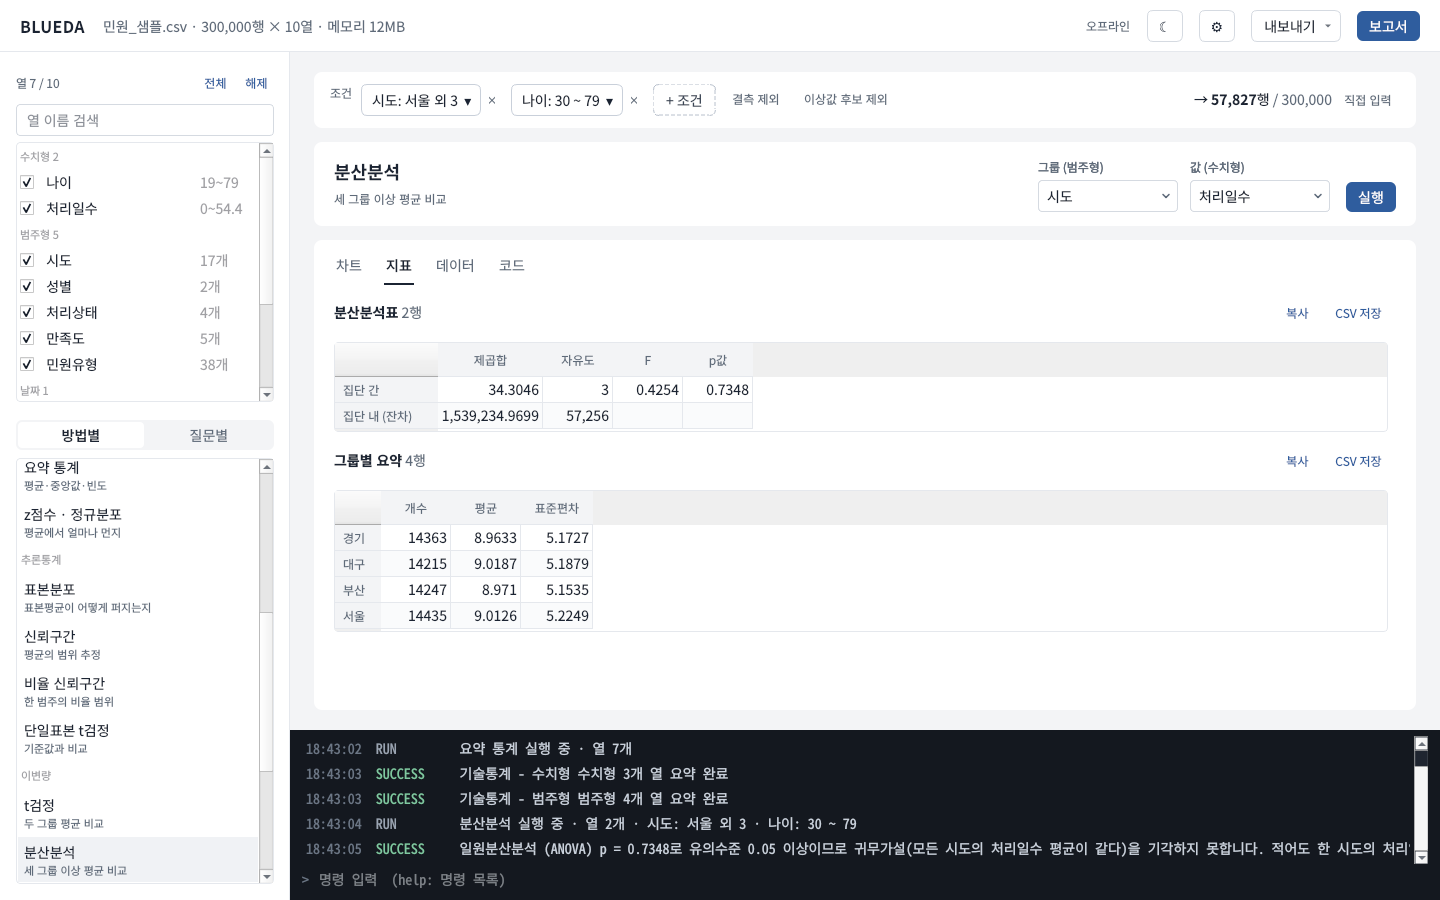 BLUEDA 민원_샘플.csv · 300,000행 × 10열 · 메모리 12MB 오프라인 ☾ ⚙ 내보내기 보고서
열 7 / 10 전체 해제
열 이름 검색
수치형 2
나이 19~79
처리일수 0~54.4
범주형 5
시도 17개
성별 2개
처리상태 4개
만족도 5개
민원유형 38개
날짜 1
방법별 질문별
요약 통계
평균·중앙값·빈도
z점수 · 정규분포
평균에서 얼마나 먼지
추론통계
표본분포
표본평균이 어떻게 퍼지는지
신뢰구간
평균의 범위 추정
비율 신뢰구간
한 범주의 비율 범위
단일표본 t검정
기준값과 비교
이변량
t검정
두 그룹 평균 비교
분산분석
세 그룹 이상 평균 비교
조건 시도: 서울 외 3 ▾ × 나이: 30 ~ 79 ▾ × + 조건 결측 제외 이상값 후보 제외 → 57,827행 / 300,000 직접 입력
분산분석
세 그룹 이상 평균 비교
그룹 (범주형) 값 (수치형)
시도 처리일수 실행
차트 지표 데이터 코드
분산분석표 2행 복사 CSV 저장
제곱합 자유도 F p값
집단 간 34.3046 3 0.4254 0.7348
집단 내 (잔차) 1,539,234.9699 57,256
그룹별 요약 4행 복사 CSV 저장
개수 평균 표준편차
경기 14363 8.9633 5.1727
대구 14215 9.0187 5.1879
부산 14247 8.971 5.1535
서울 14435 9.0126 5.2249
18:43:02 RUN 요약 통계 실행 중 · 열 7개
18:43:03 SUCCESS 기술통계 - 수치형 수치형 3개 열 요약 완료
18:43:03 SUCCESS 기술통계 - 범주형 범주형 4개 열 요약 완료
18:43:04 RUN 분산분석 실행 중 · 열 2개 · 시도: 서울 외 3 · 나이: 30 ~ 79
18:43:05 SUCCESS 일원분산분석 (ANOVA) p = 0.7348로 유의수준 0.05 이상이므로 귀무가설(모든 시도의 처리일수 평균이 같다)을 기각하지 못합니다. 적어도 한 시도의 처리
> 명령 입력 (help: 명령 목록)